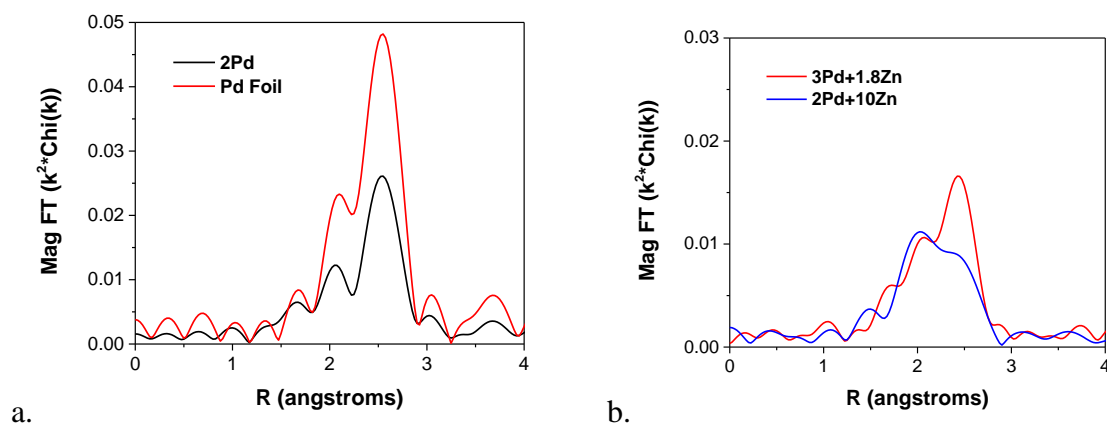 0.05
0.04
0.03
0.02
0.01
0.00
Mag FT (k²*Chi(k))
2Pd
Pd Foil
0 1 2 3 4
R (angstroms)
a.
0.03
0.02
0.01
0.00
Mag FT (k²*Chi(k))
3Pd+1.8Zn
2Pd+10Zn
0 1 2 3 4
R (angstroms)
b.